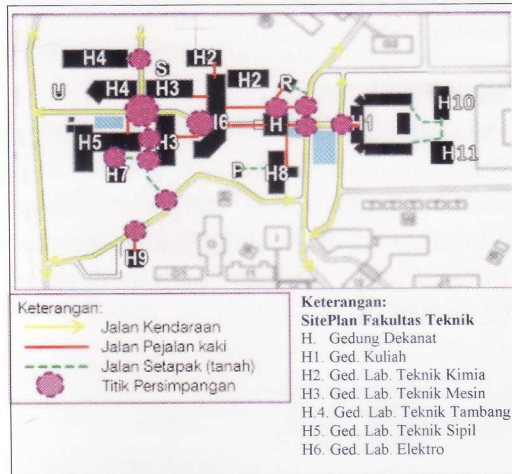 H4
H2
S
H2
H4
H3
R
H10
U
H6
H
H1
H5
H3
H11
H7
P
H8
H9
Keterangan:
Jalan Kendaraan
Jalan Pejalan kaki
Jalan Setapak (tanah)
Titik Persimpangan
Keterangan:
SitePlan Fakultas Teknik
H. Gedung Dekanat
H1. Ged. Kuliah
H2. Ged. Lab. Teknik Kimia
H3. Ged. Lab. Teknik Mesin
H.4. Ged. Lab. Teknik Tambang
H5. Ged. Lab. Teknik Sipil
H6. Ged. Lab. Elektro